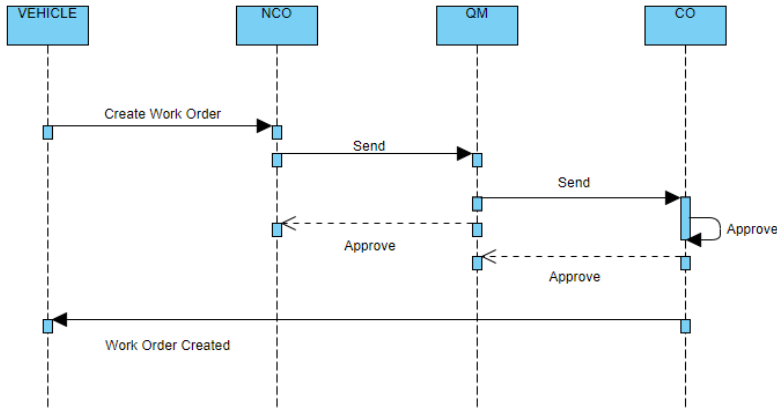 VEHICLE
NCO
QM
CO
Create Work Order
Send
Send
Approve
Approve
Approve
Work Order Created